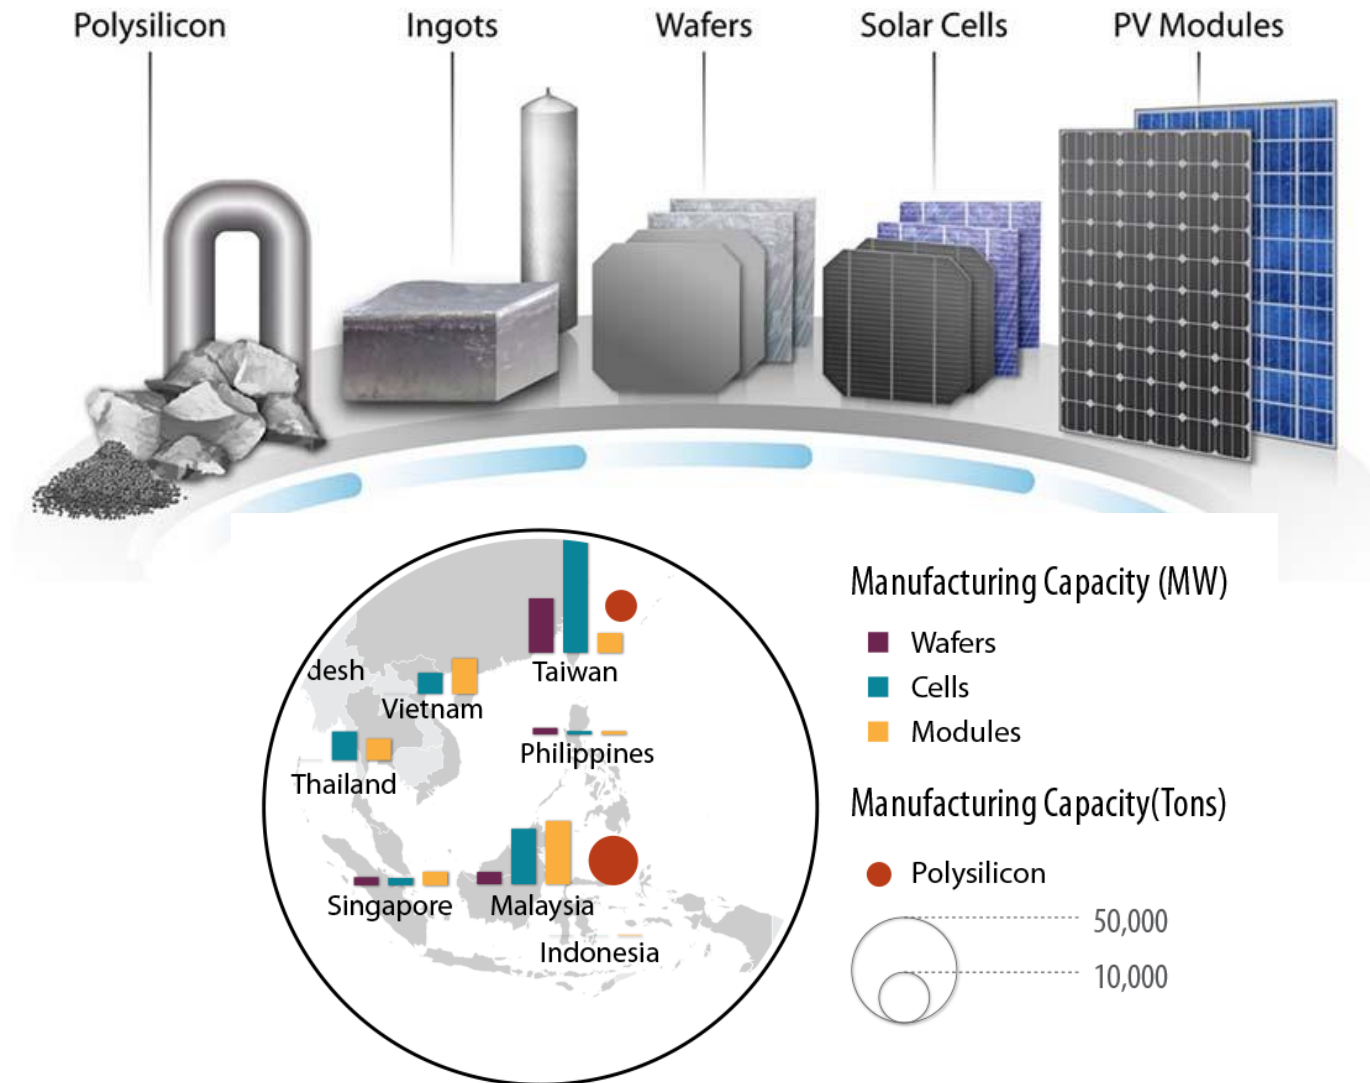 Polysilicon
Ingots
Wafers
Solar Cells
PV Modules
Manufacturing Capacity (MW)
Wafers
Cells
Modules
Manufacturing Capacity(Tons)
Polysilicon
50,000
10,000
desh
Taiwan
Vietnam
Philippines
Thailand
Singapore
Malaysia
Indonesia